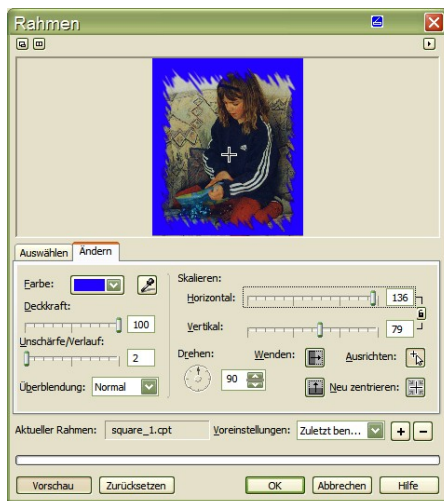 Rahmen
Auswählen Ändern
Farbe:
Deckkraft:
100
Unschärfe/Verlauf:
2
Überblendung: Normal
Skalieren:
Horizontal: 136
Vertikal: 79
Drehen: Wenden: Ausrichten:
90
Neu zentrieren:
Aktueller Rahmen: square_1.cpt Voreinstellungen: Zuletzt ben...
Vorschau Zurücksetzen OK Abbrechen Hilfe